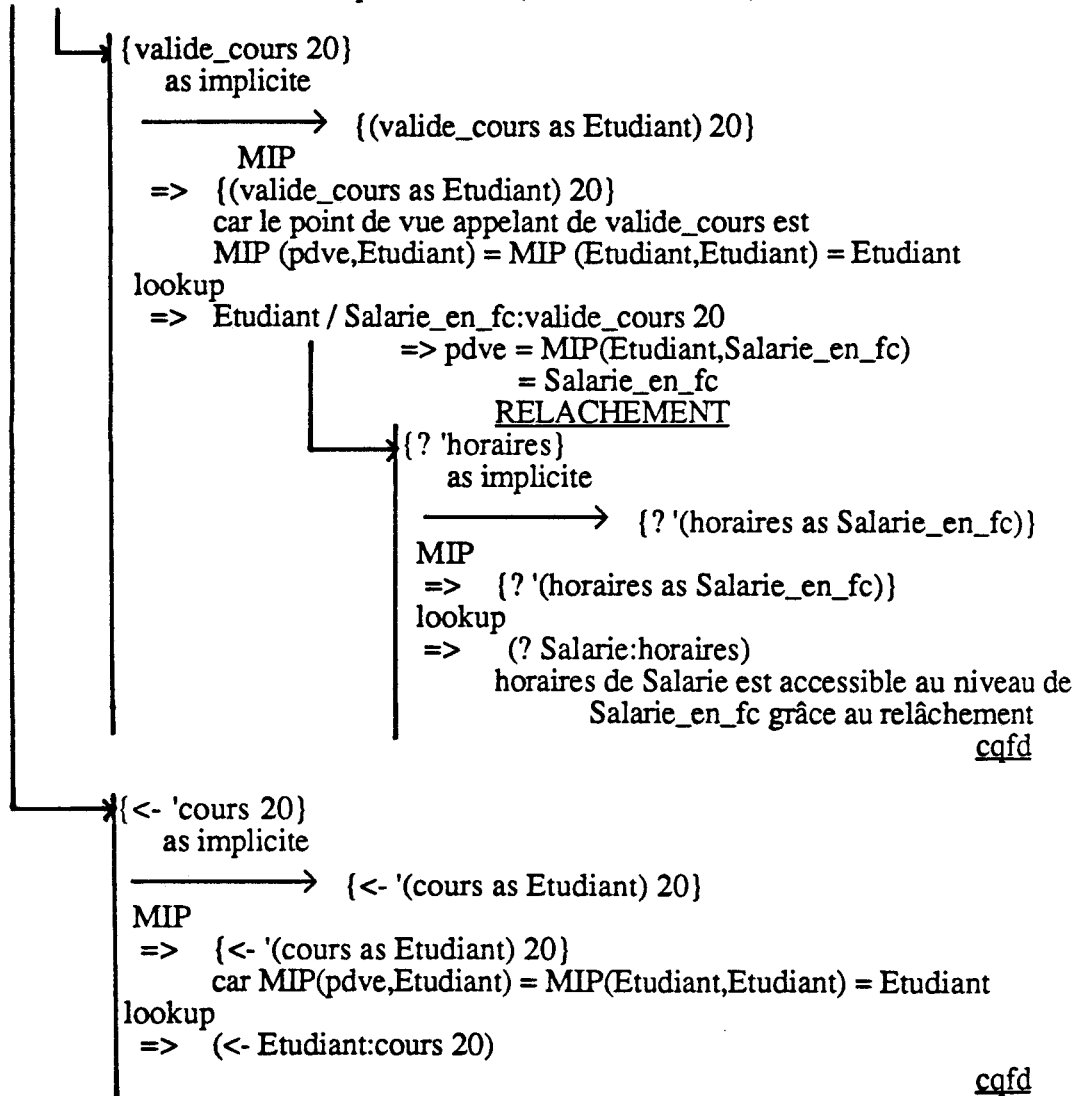 {valide_cours 20}
as implicite
{(valide_cours as Etudiant) 20}
MIP
=> {(valide_cours as Etudiant) 20}
car le point de vue appelant de valide_cours est
MIP (pdve,Etudiant) = MIP (Etudiant,Etudiant) = Etudiant
lookup
=> Etudiant / Salarie_en_fc:valide_cours 20
=> pdve = MIP(Etudiant,Salarie_en_fc)
= Salarie_en_fc
RELACHEMENT
{? 'horaires}
as implicite
{? '(horaires as Salarie_en_fc)}
MIP
=> {? '(horaires as Salarie_en_fc)}
lookup
=> (? Salarie:horaires)
horaires de Salarie est accessible au niveau de
Salarie_en_fc grâce au relâchement
cqfd
{<- 'cours 20}
as implicite
{<- '(cours as Etudiant) 20}
MIP
=> {<- '(cours as Etudiant) 20}
car MIP(pdve,Etudiant) = MIP(Etudiant,Etudiant) = Etudiant
lookup
=> (<- Etudiant:cours 20)
cqfd